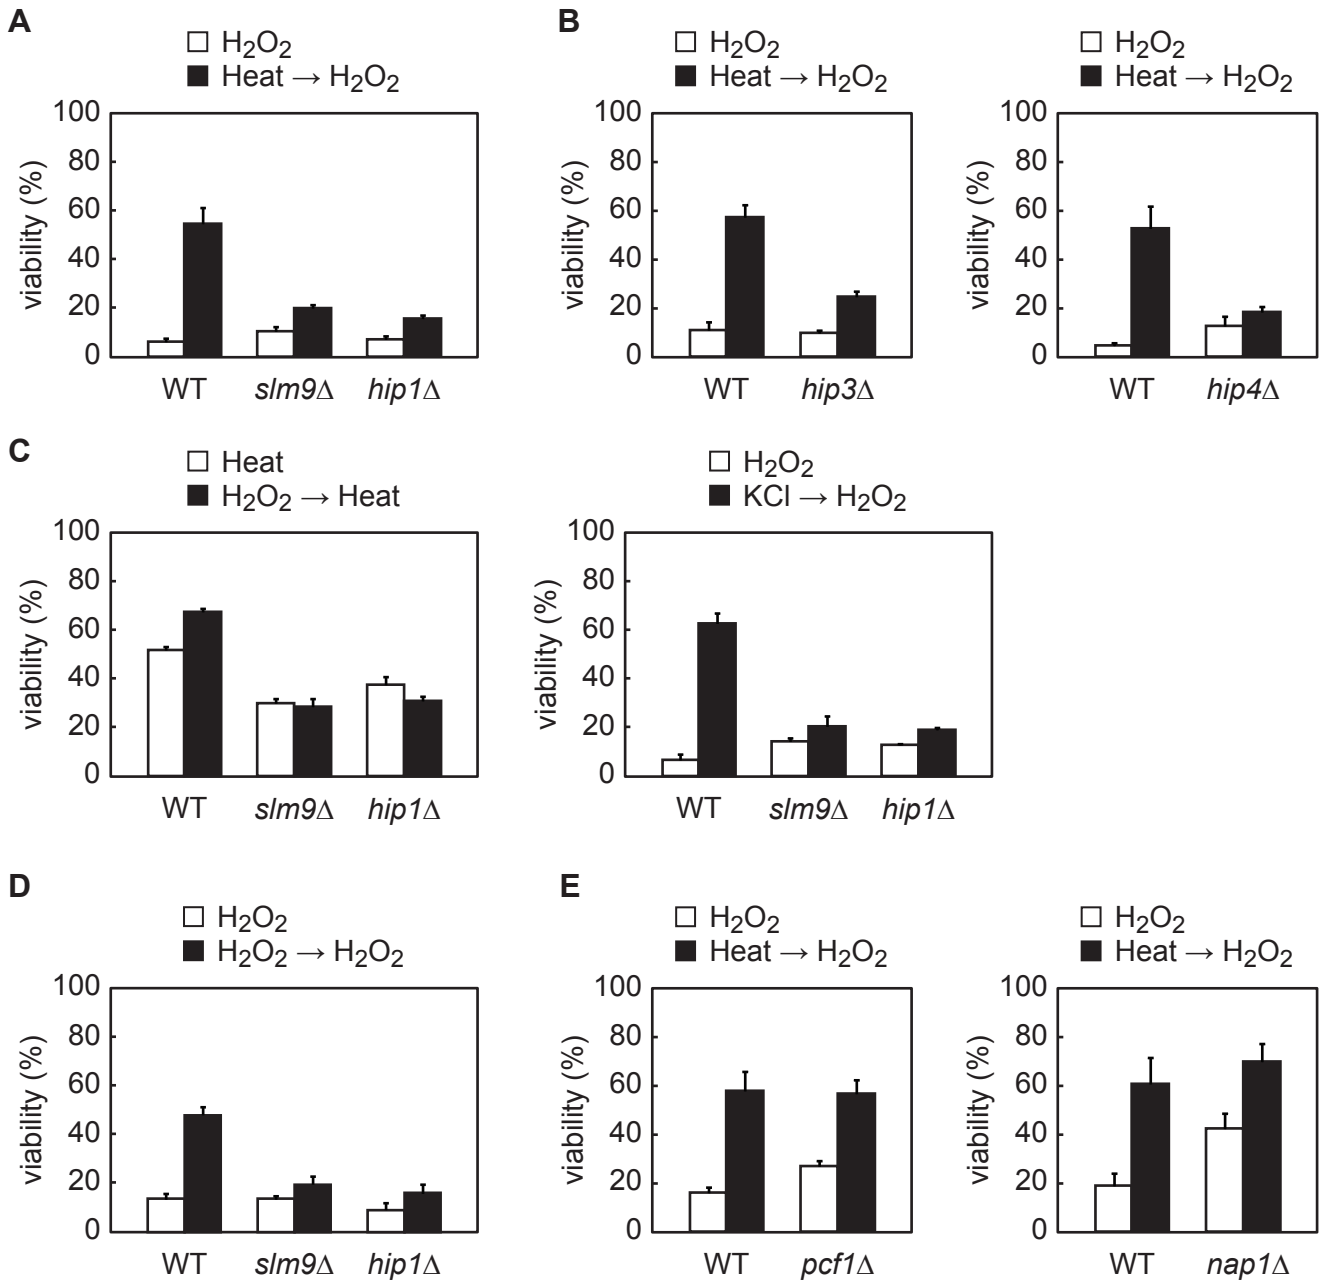 A
H2O2
Heat → H2O2
viability (%)
100
80
60
40
20
0
WT slm9Δ hip1Δ
B
H2O2
Heat → H2O2
viability (%)
100
80
60
40
20
0
WT hip3Δ
H2O2
Heat → H2O2
viability (%)
100
80
60
40
20
0
WT hip4Δ
C
Heat
H2O2 → Heat
viability (%)
100
80
60
40
20
0
WT slm9Δ hip1Δ
H2O2
KCl → H2O2
viability (%)
100
80
60
40
20
0
WT slm9Δ hip1Δ
D
H2O2
H2O2 → H2O2
viability (%)
100
80
60
40
20
0
WT slm9Δ hip1Δ
E
H2O2
Heat → H2O2
viability (%)
100
80
60
40
20
0
WT pcf1Δ
H2O2
Heat → H2O2
viability (%)
100
80
60
40
20
0
WT nap1Δ